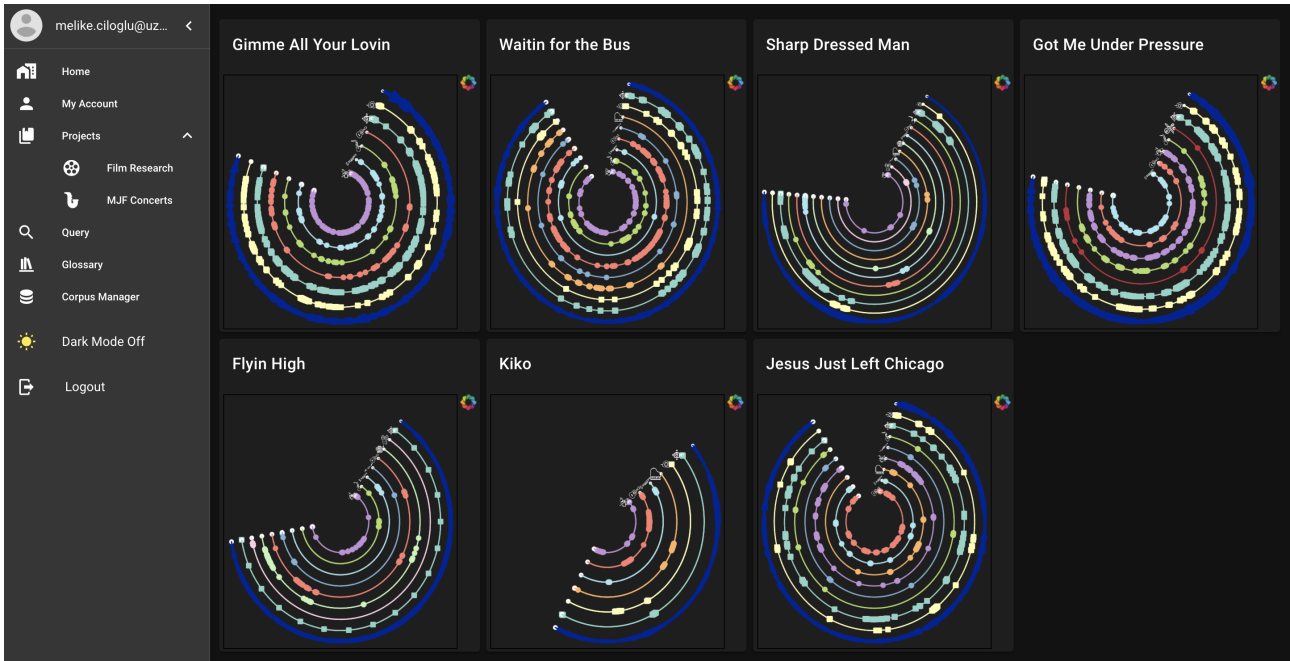 melike.ciloglu@uz...
Home
My Account
Projects
Film Research
MJF Concerts
Query
Glossary
Corpus Manager
Dark Mode Off
Logout
Gimme All Your Lovin
Waitin for the Bus
Sharp Dressed Man
Got Me Under Pressure
Flyin High
Kiko
Jesus Just Left Chicago